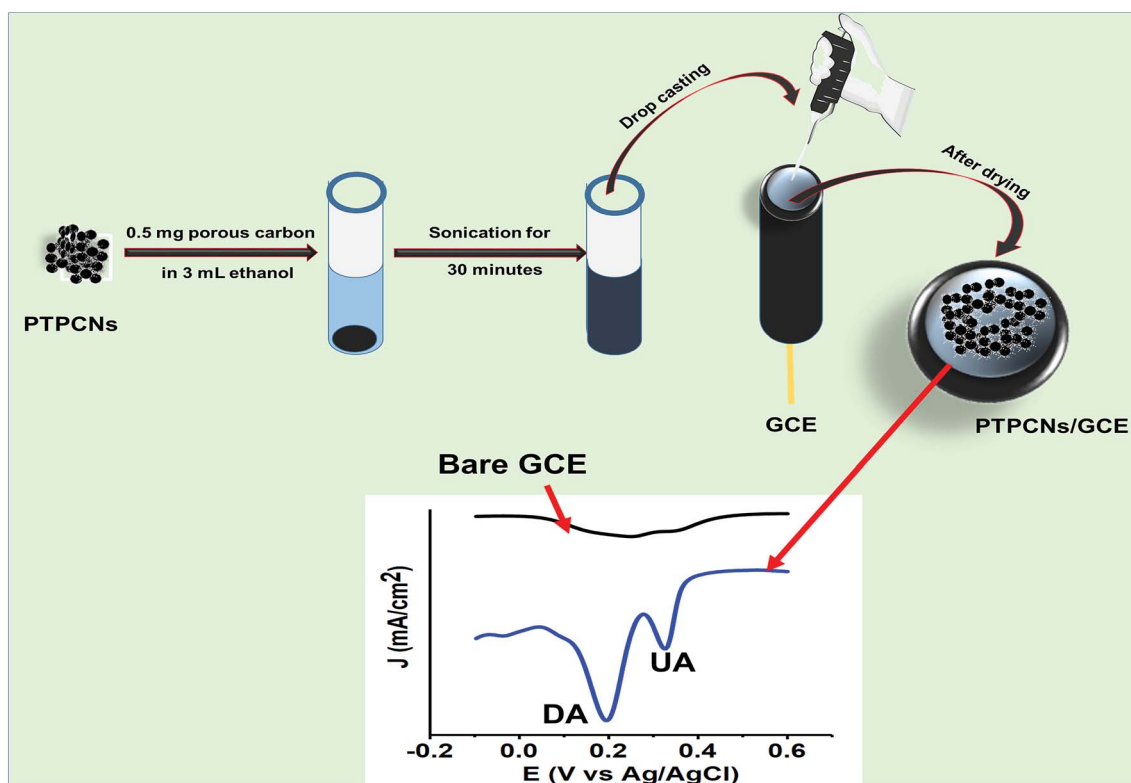 Drop casting
After drying
0.5 mg porous carbon
in 3 mL ethanol
Sonication for
30 minutes
PTPCNs
GCE
PTPCNs/GCE
Bare GCE
J (mA/cm²)
UA
DA
-0.2 0.0 0.2 0.4 0.6
E (V vs Ag/AgCl)